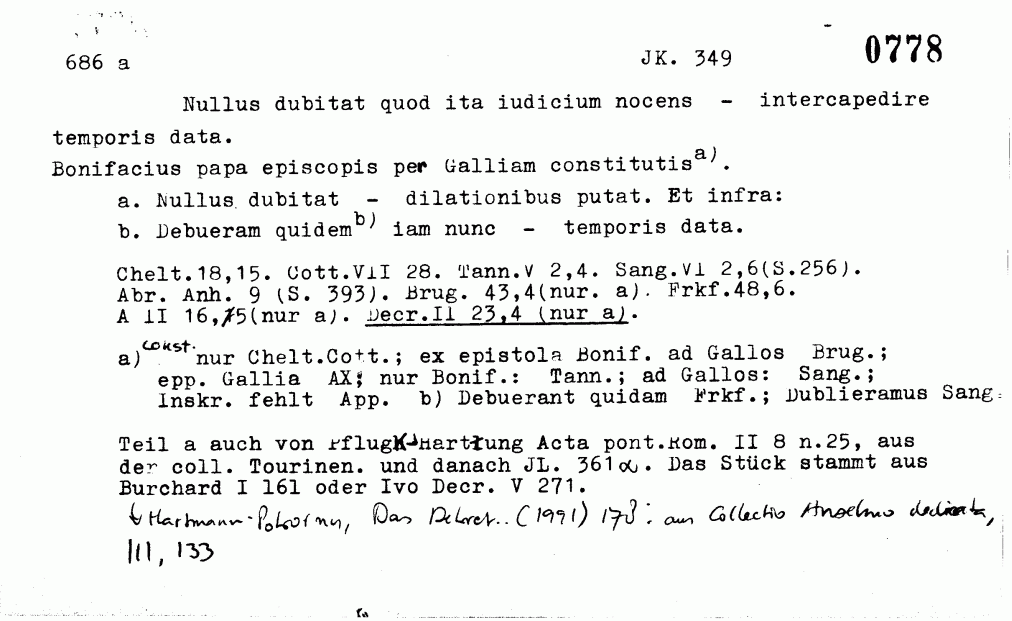 686 a JK. 349 0778
Nullus dubitat quod ita iudicium nocens - intercapedire
temporis data.
Bonifacius papa episcopis per Galliam constitutis a).
a. Nullus dubitat - dilationibus putat. Et infra:
b. Debueram quidem b) iam nunc - temporis data.
Chelt.18,15. Cott.VII 28. Tann.V 2,4. Sang.VI 2,6(S.256).
Abr. Anh. 9 (S. 393). Brug. 43,4(nur. a). Frkf.48,6.
A II 16,15(nur a). Decr.II 23,4 (nur a).
a) const. nur Chelt.Cott.; ex epistola Bonif. ad Gallos Brug.;
epp. Gallia AX; nur Bonif.: Tann.; ad Gallos: Sang.;
Inskr. fehlt App. b) Debuerant quidam Frkf.; Dublieramus Sang.
Teil a auch von Pflugk-Harttung Acta pont.Rom. II 8 n.25, aus
der coll. Tourinen. und danach JL. 361α. Das Stück stammt aus
Burchard I 161 oder Ivo Decr. V 271.
Hartmann-Pokorny, Das Dekret.. (1991) 173: aus Collectio Anselmo dedicata,
III, 133